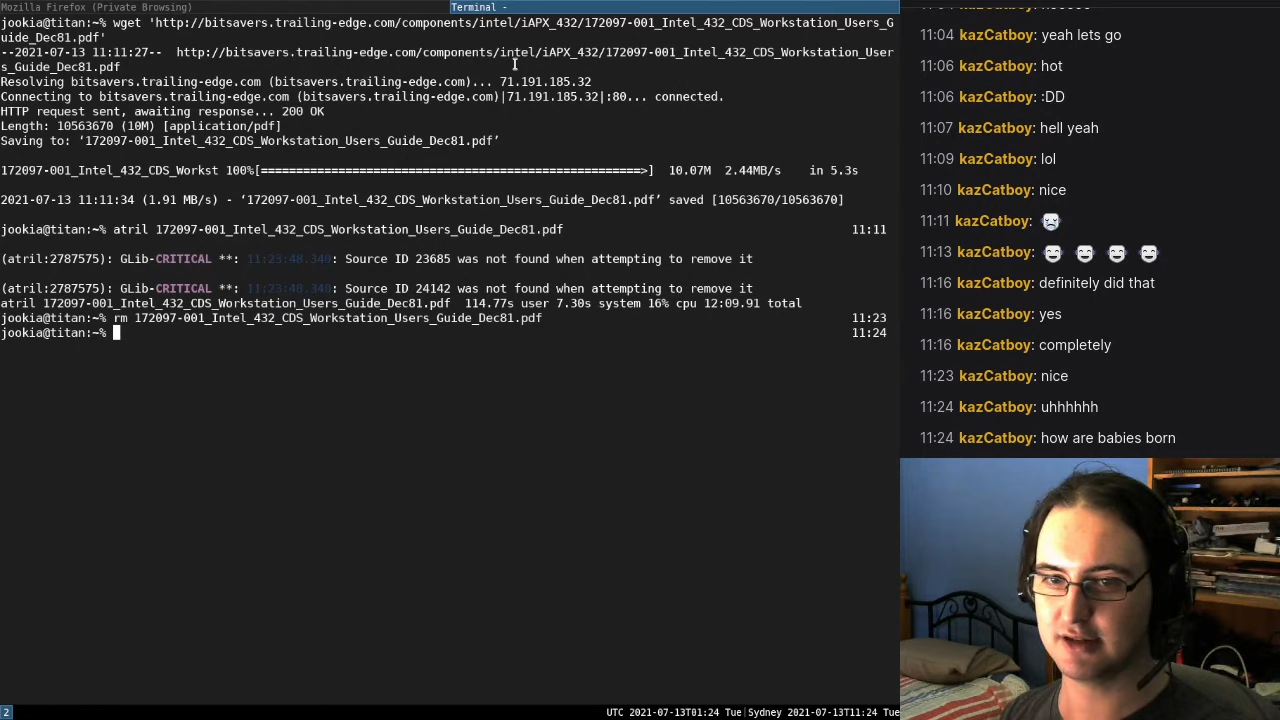 Mozilla Firefox (Private Browsing)
Terminal -
jookia@titan:~% wget 'http://bitsavers.trailing-edge.com/components/intel/iAPX_432/172097-001_Intel_432_CDS_Workstation_Users_G
uide_Dec81.pdf'
--2021-07-13 11:11:27--  http://bitsavers.trailing-edge.com/components/intel/iAPX_432/172097-001_Intel_432_CDS_Workstation_User
s_Guide_Dec81.pdf
Resolving bitsavers.trailing-edge.com (bitsavers.trailing-edge.com)... 71.191.185.32
Connecting to bitsavers.trailing-edge.com (bitsavers.trailing-edge.com)|71.191.185.32|:80... connected.
HTTP request sent, awaiting response... 200 OK
Length: 10563670 (10M) [application/pdf]
Saving to: ‘172097-001_Intel_432_CDS_Workstation_Users_Guide_Dec81.pdf’
172097-001_Intel_432_CDS_Workst 100%[======================================================>]  10.07M  2.44MB/s    in 5.3s
2021-07-13 11:11:34 (1.91 MB/s) - ‘172097-001_Intel_432_CDS_Workstation_Users_Guide_Dec81.pdf’ saved [10563670/10563670]
jookia@titan:~% atril 172097-001_Intel_432_CDS_Workstation_Users_Guide_Dec81.pdf 11:11
(atril:2787575): GLib-CRITICAL **: 11:23:48.340: Source ID 23685 was not found when attempting to remove it
(atril:2787575): GLib-CRITICAL **: 11:23:48.340: Source ID 24142 was not found when attempting to remove it
atril 172097-001_Intel_432_CDS_Workstation_Users_Guide_Dec81.pdf  114.77s user 7.30s system 16% cpu 12:09.91 total
jookia@titan:~% rm 172097-001_Intel_432_CDS_Workstation_Users_Guide_Dec81.pdf 11:23
jookia@titan:~% 11:24
11:04 kazCatboy: yeah lets go
11:06 kazCatboy: hot
11:06 kazCatboy: :DD
11:07 kazCatboy: hell yeah
11:09 kazCatboy: lol
11:10 kazCatboy: nice
11:11 kazCatboy:
11:13 kazCatboy:
11:16 kazCatboy: definitely did that
11:16 kazCatboy: yes
11:16 kazCatboy: completely
11:23 kazCatboy: nice
11:24 kazCatboy: uhhhhhh
11:24 kazCatboy: how are babies born
2
UTC 2021-07-13T01:24 Tue|Sydney 2021-07-13T11:24 Tue